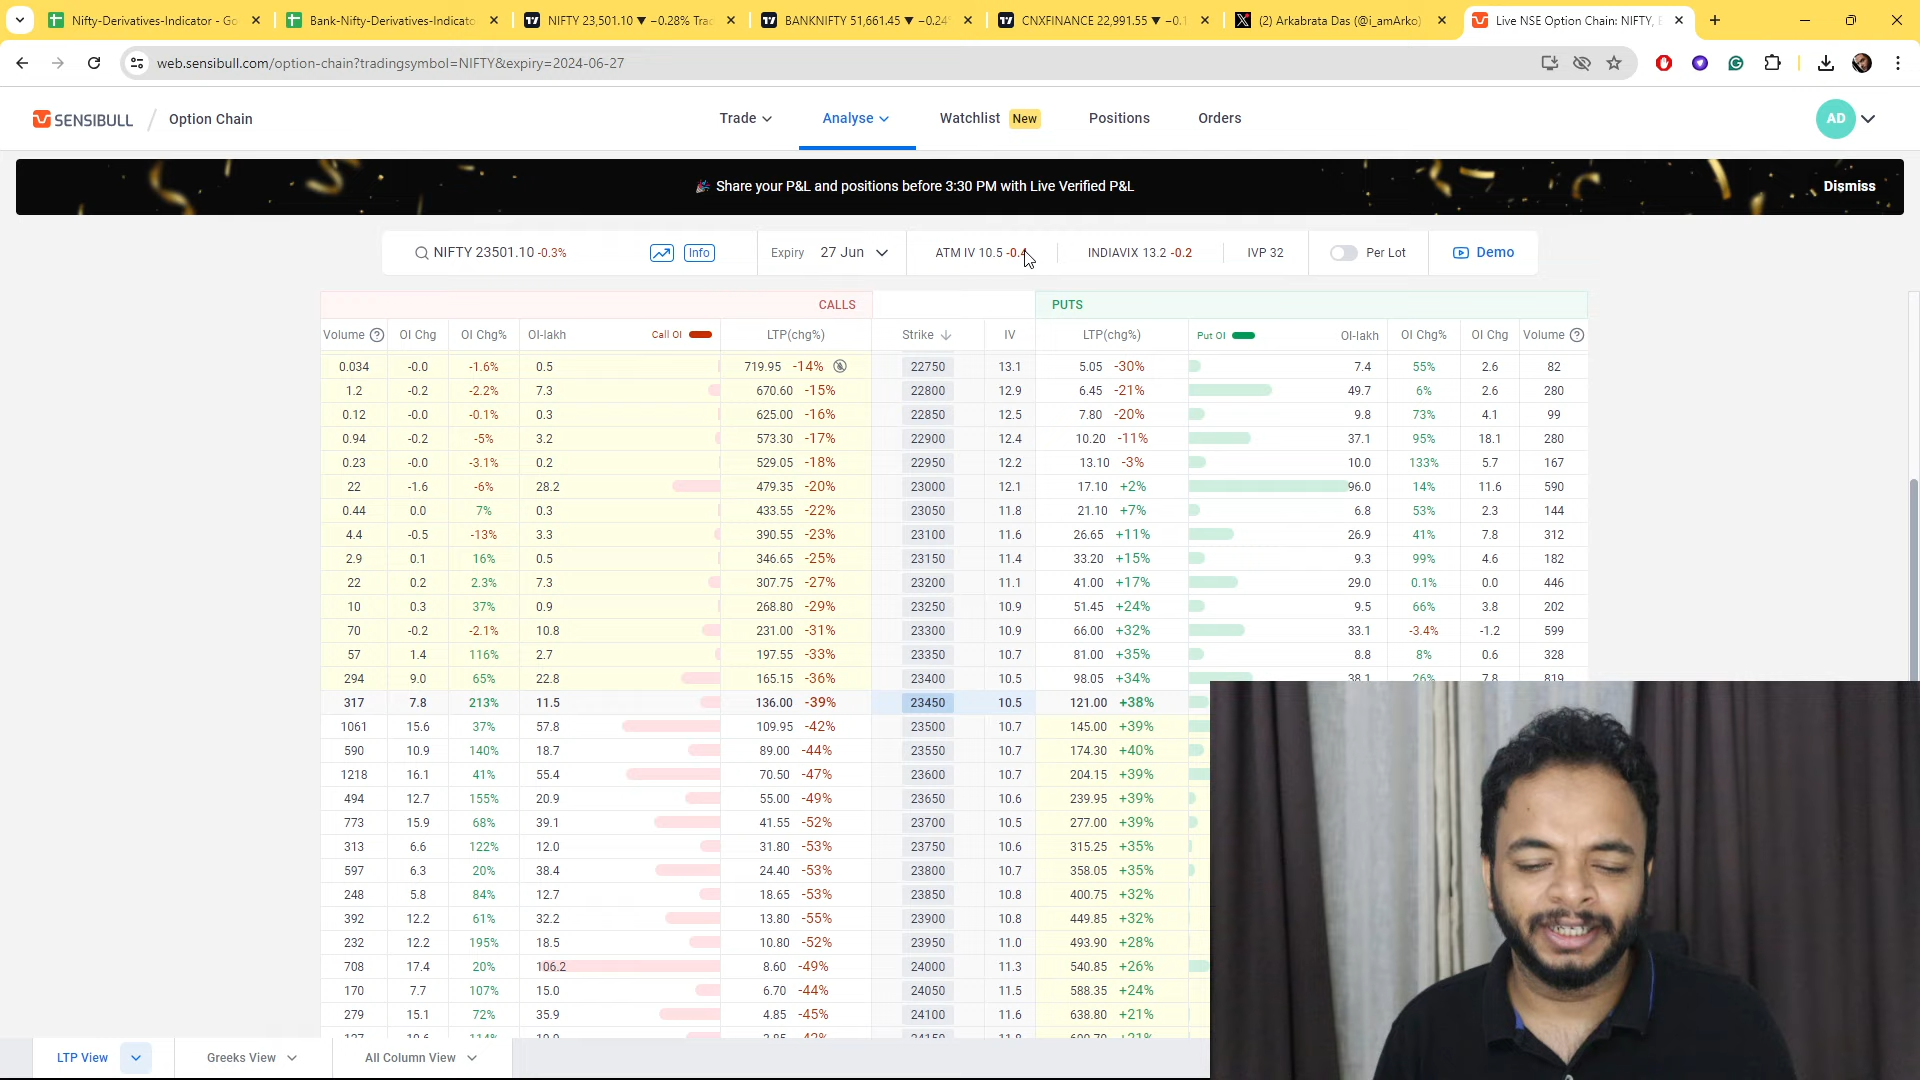 Nifty-Derivatives-Indicator - Go
Bank-Nifty-Derivatives-Indicato
NIFTY 23,501.10 ▼ −0.28% Trad
BANKNIFTY 51,661.45 ▼ −0.24
CNXFINANCE 22,991.55 ▼ −0.1
(2) Arkabrata Das (@i_amArko)
Live NSE Option Chain: NIFTY,
web.sensibull.com/option-chain?tradingsymbol=NIFTY&expiry=2024-06-27
SENSIBULL / Option Chain
Trade Analyse Watchlist New Positions Orders
AD
Share your P&L and positions before 3:30 PM with Live Verified P&L
Dismiss
NIFTY 23501.10 -0.3% Info Expiry 27 Jun ATM IV 10.5 INDIAVIX 13.2 -0.2 IVP 32 Per Lot Demo
CALLS PUTS
Volume OI Chg OI Chg% OI-lakh Call OI LTP(chg%) Strike IV LTP(chg%) Put OI OI-lakh OI Chg% OI Chg Volume
0.034 -0.0 -1.6% 0.5 719.95 -14% 22750 13.1 5.05 -30% 7.4 55% 2.6 82
1.2 -0.2 -2.2% 7.3 670.60 -15% 22800 12.9 6.45 -21% 49.7 6% 2.6 280
0.12 -0.0 -0.1% 0.3 625.00 -16% 22850 12.5 7.80 -20% 9.8 73% 4.1 99
0.94 -0.2 -5% 3.2 573.30 -17% 22900 12.4 10.20 -11% 37.1 95% 18.1 280
0.23 -0.0 -3.1% 0.2 529.05 -18% 22950 12.2 13.10 -3% 10.0 133% 5.7 167
22 -1.6 -6% 28.2 479.35 -20% 23000 12.1 17.10 +2% 96.0 14% 11.6 590
0.44 0.0 7% 0.3 433.55 -22% 23050 11.8 21.10 +7% 6.8 53% 2.3 144
4.4 -0.5 -13% 3.3 390.55 -23% 23100 11.6 26.65 +11% 26.9 41% 7.8 312
2.9 0.1 16% 0.5 346.65 -25% 23150 11.4 33.20 +15% 9.3 99% 4.6 182
22 0.2 2.3% 7.3 307.75 -27% 23200 11.1 41.00 +17% 29.0 0.1% 0.0 446
10 0.3 37% 0.9 268.80 -29% 23250 10.9 51.45 +24% 9.5 66% 3.8 202
70 -0.2 -2.1% 10.8 231.00 -31% 23300 10.9 66.00 +32% 33.1 -3.4% -1.2 599
57 1.4 116% 2.7 197.55 -33% 23350 10.7 81.00 +35% 8.8 8% 0.6 328
294 9.0 65% 22.8 165.15 -36% 23400 10.5 98.05 +34% 38.1 26% 7.8 819
317 7.8 213% 11.5 136.00 -39% 23450 10.5 121.00 +38%
1061 15.6 37% 57.8 109.95 -42% 23500 10.7 145.00 +39%
590 10.9 140% 18.7 89.00 -44% 23550 10.7 174.30 +40%
1218 16.1 41% 55.4 70.50 -47% 23600 10.7 204.15 +39%
494 12.7 155% 20.9 55.00 -49% 23650 10.6 239.95 +39%
773 15.9 68% 39.1 41.55 -52% 23700 10.5 277.00 +39%
313 6.6 122% 12.0 31.80 -53% 23750 10.6 315.25 +35%
597 6.3 20% 38.4 24.40 -53% 23800 10.7 358.05 +35%
248 5.8 84% 12.7 18.65 -53% 23850 10.8 400.75 +32%
392 12.2 61% 32.2 13.80 -55% 23900 10.8 449.85 +32%
232 12.2 195% 18.5 10.80 -52% 23950 11.0 493.90 +28%
708 17.4 20% 106.2 8.60 -49% 24000 11.3 540.85 +26%
170 7.7 107% 15.0 6.70 -44% 24050 11.5 588.35 +24%
279 15.1 72% 35.9 4.85 -45% 24100 11.6 638.80 +21%
LTP View Greeks View All Column View